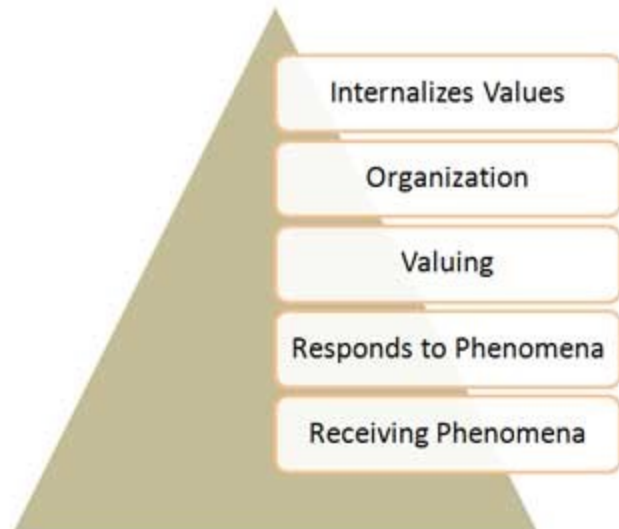 Internalizes Values
Organization
Valuing
Responds to Phenomena
Receiving Phenomena